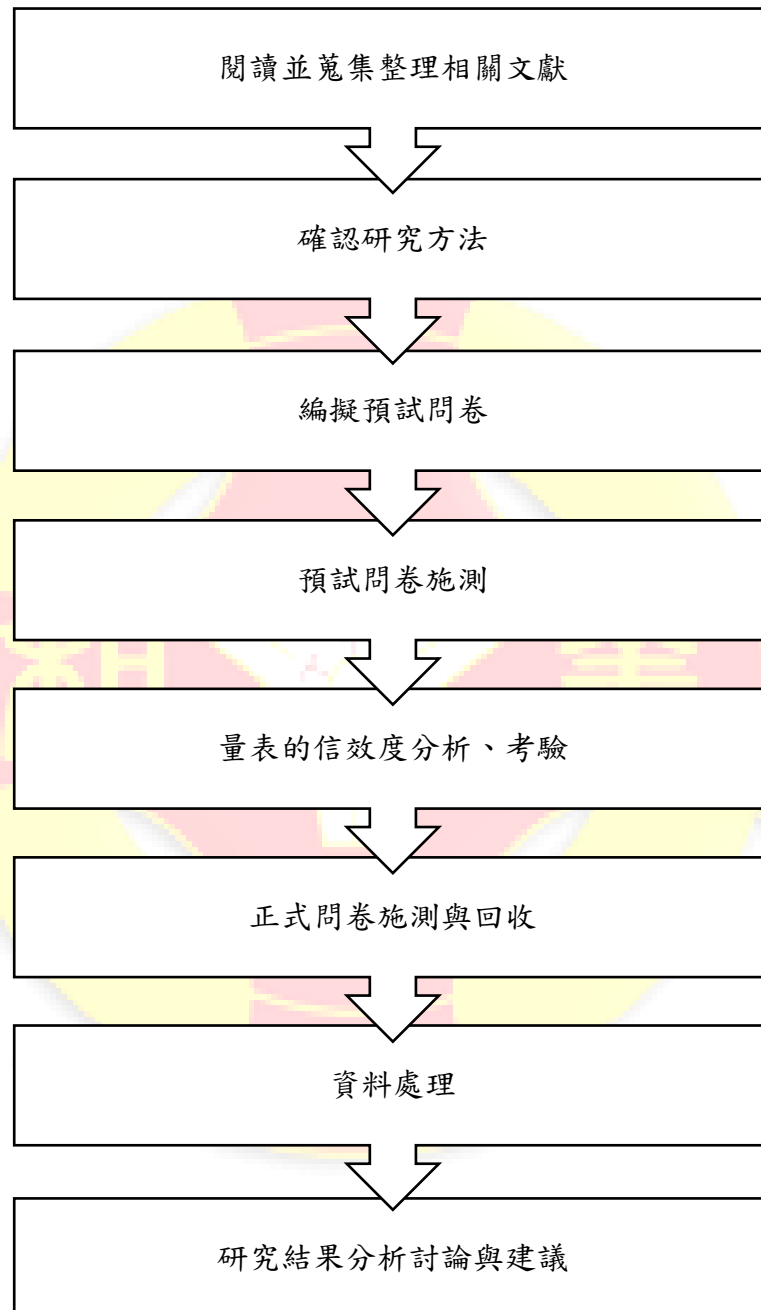 閱讀並蒐集整理相關文獻
確認研究方法
編擬預試問卷
預試問卷施測
量表的信效度分析、考驗
正式問卷施測與回收
資料處理
研究結果分析討論與建議